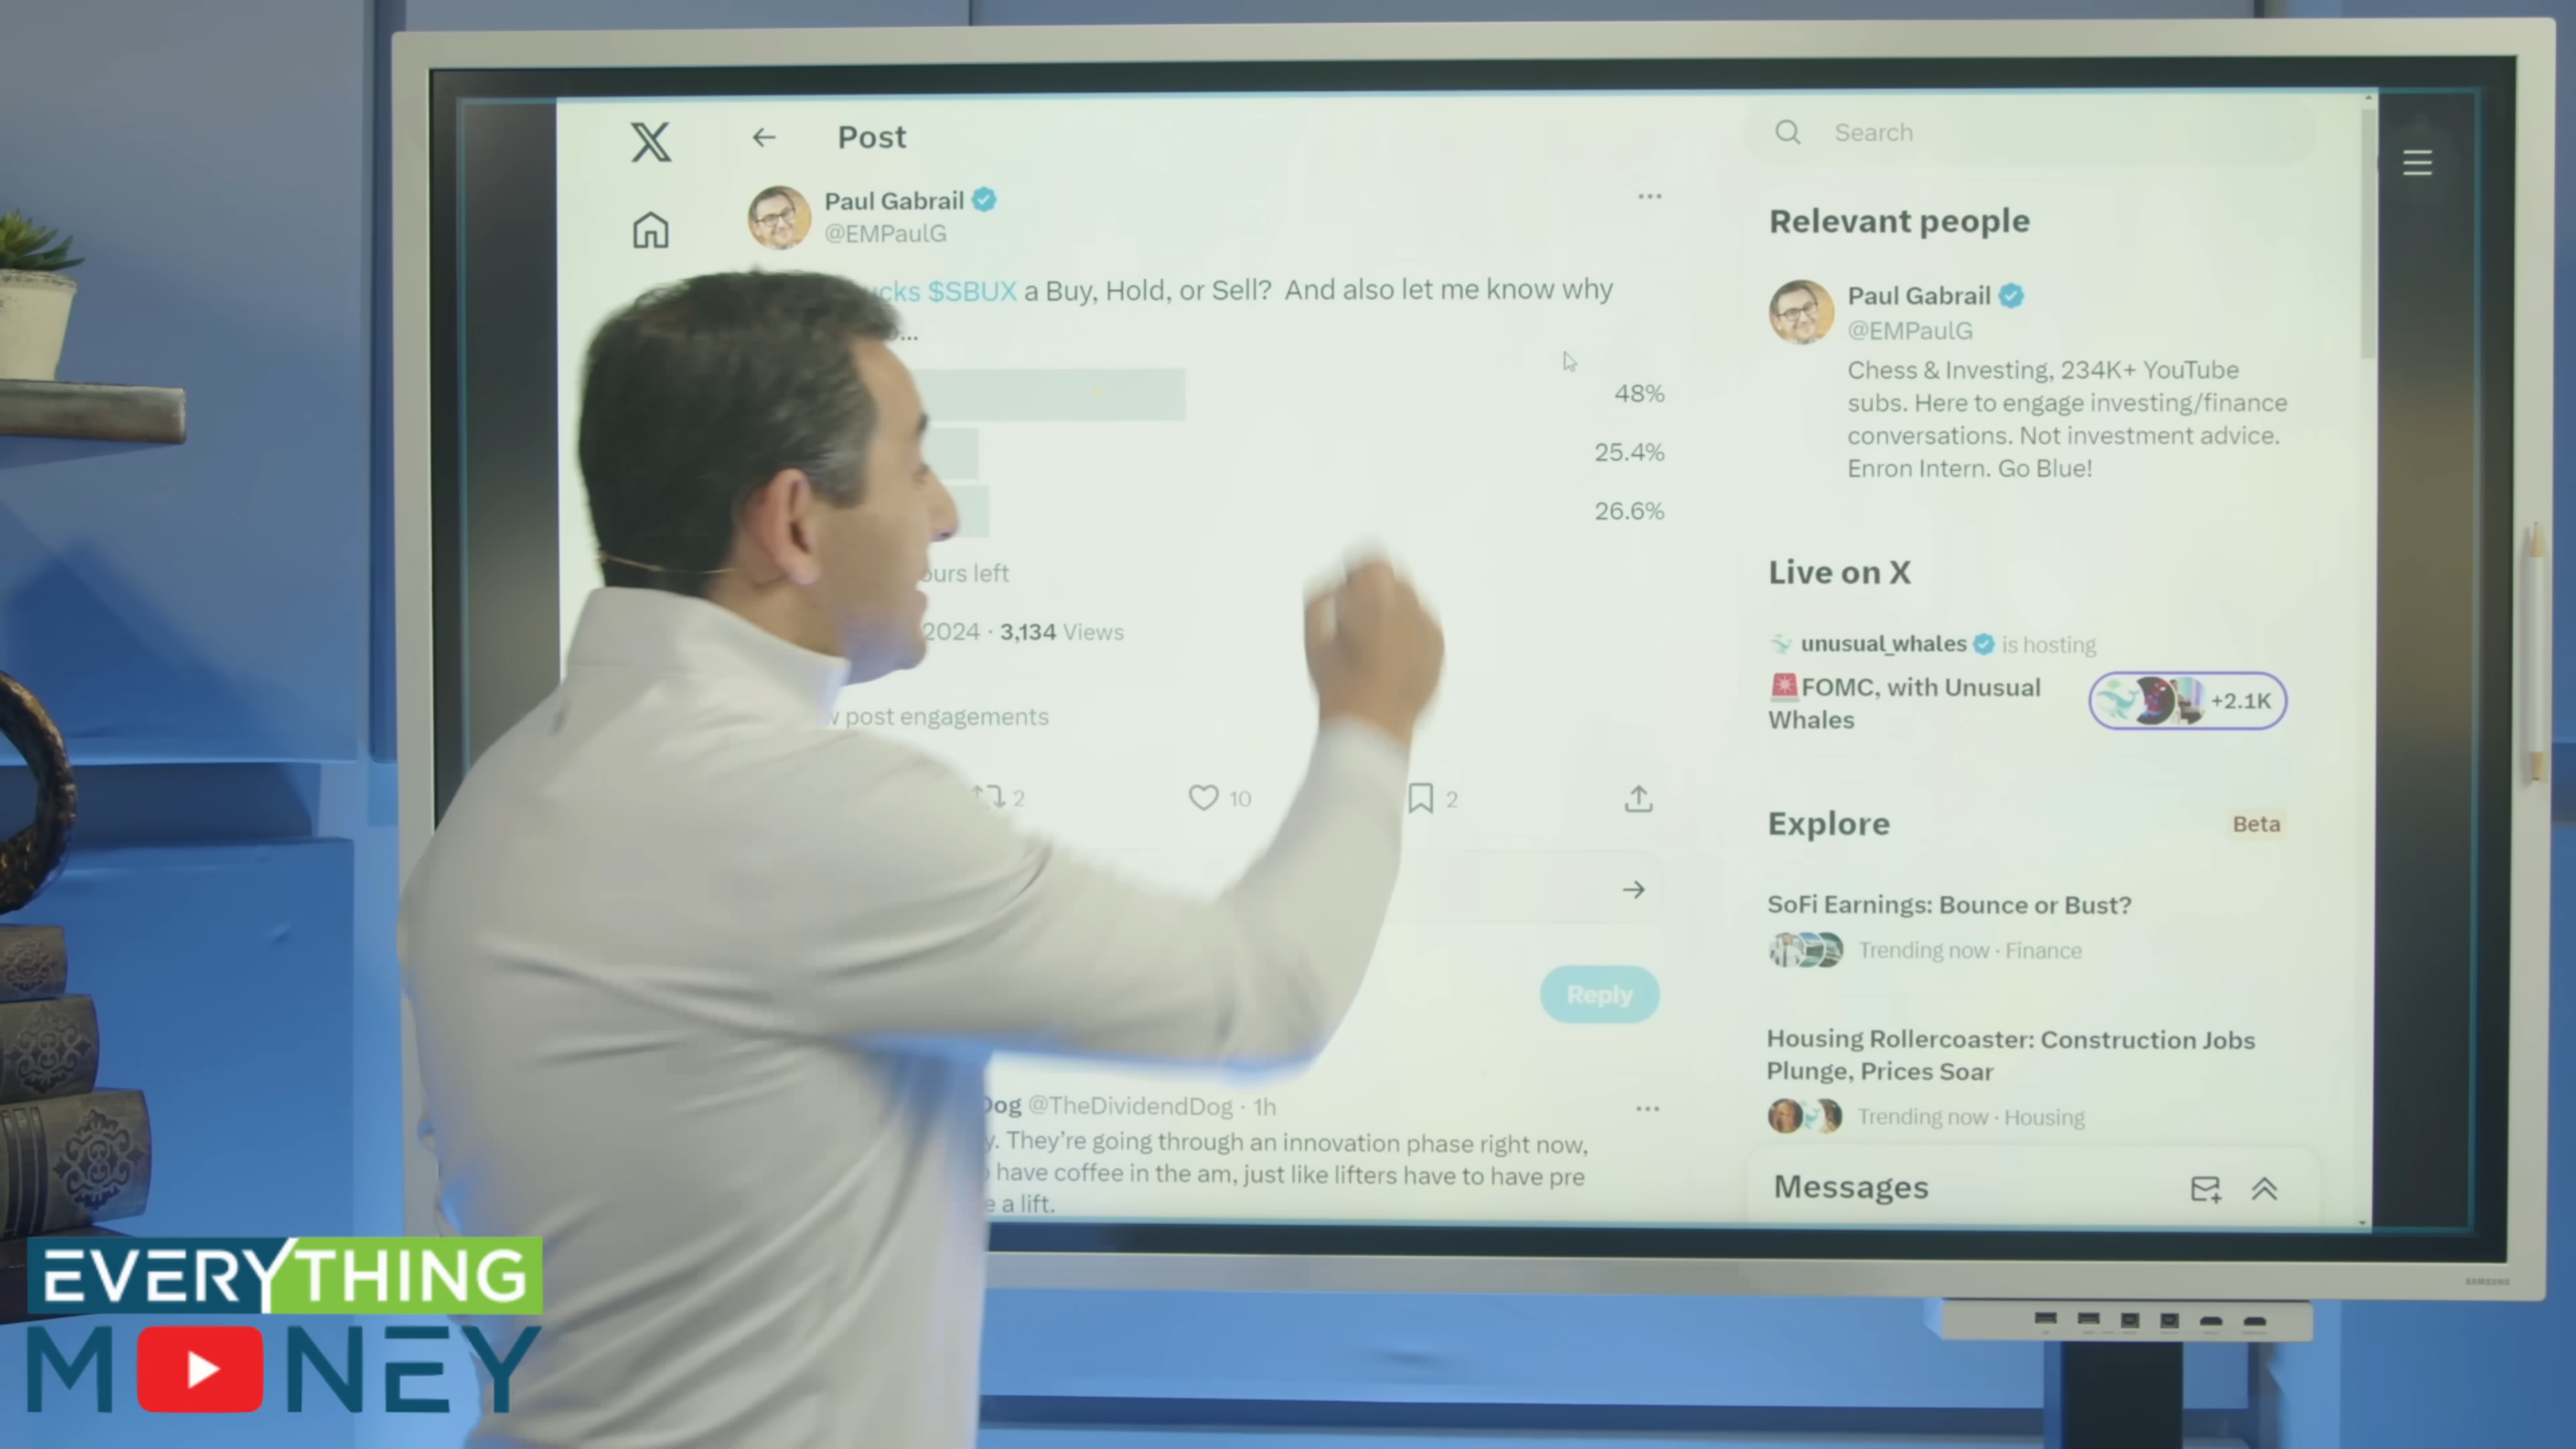 Post
Search
Paul Gabrail
@EMPaulG
$SBUX a Buy, Hold, or Sell? And also let me know why
48%
25.4%
26.6%
left
2024 · 3,134 Views
post engagements
2
10
2
Reply
@TheDividendDog · 1h
They're going through an innovation phase right now,
have coffee in the am, just like lifters have to have pre
a lift.
Relevant people
Paul Gabrail
@EMPaulG
Chess & Investing, 234K+ YouTube
subs. Here to engage investing/finance
conversations. Not investment advice.
Enron Intern. Go Blue!
Live on X
unusual_whales is hosting
FOMC, with Unusual
Whales
+2.1K
Explore
Beta
SoFi Earnings: Bounce or Bust?
Trending now · Finance
Housing Rollercoaster: Construction Jobs
Plunge, Prices Soar
Trending now · Housing
Messages
SAMSUNG
EVERYTHING
MONEY